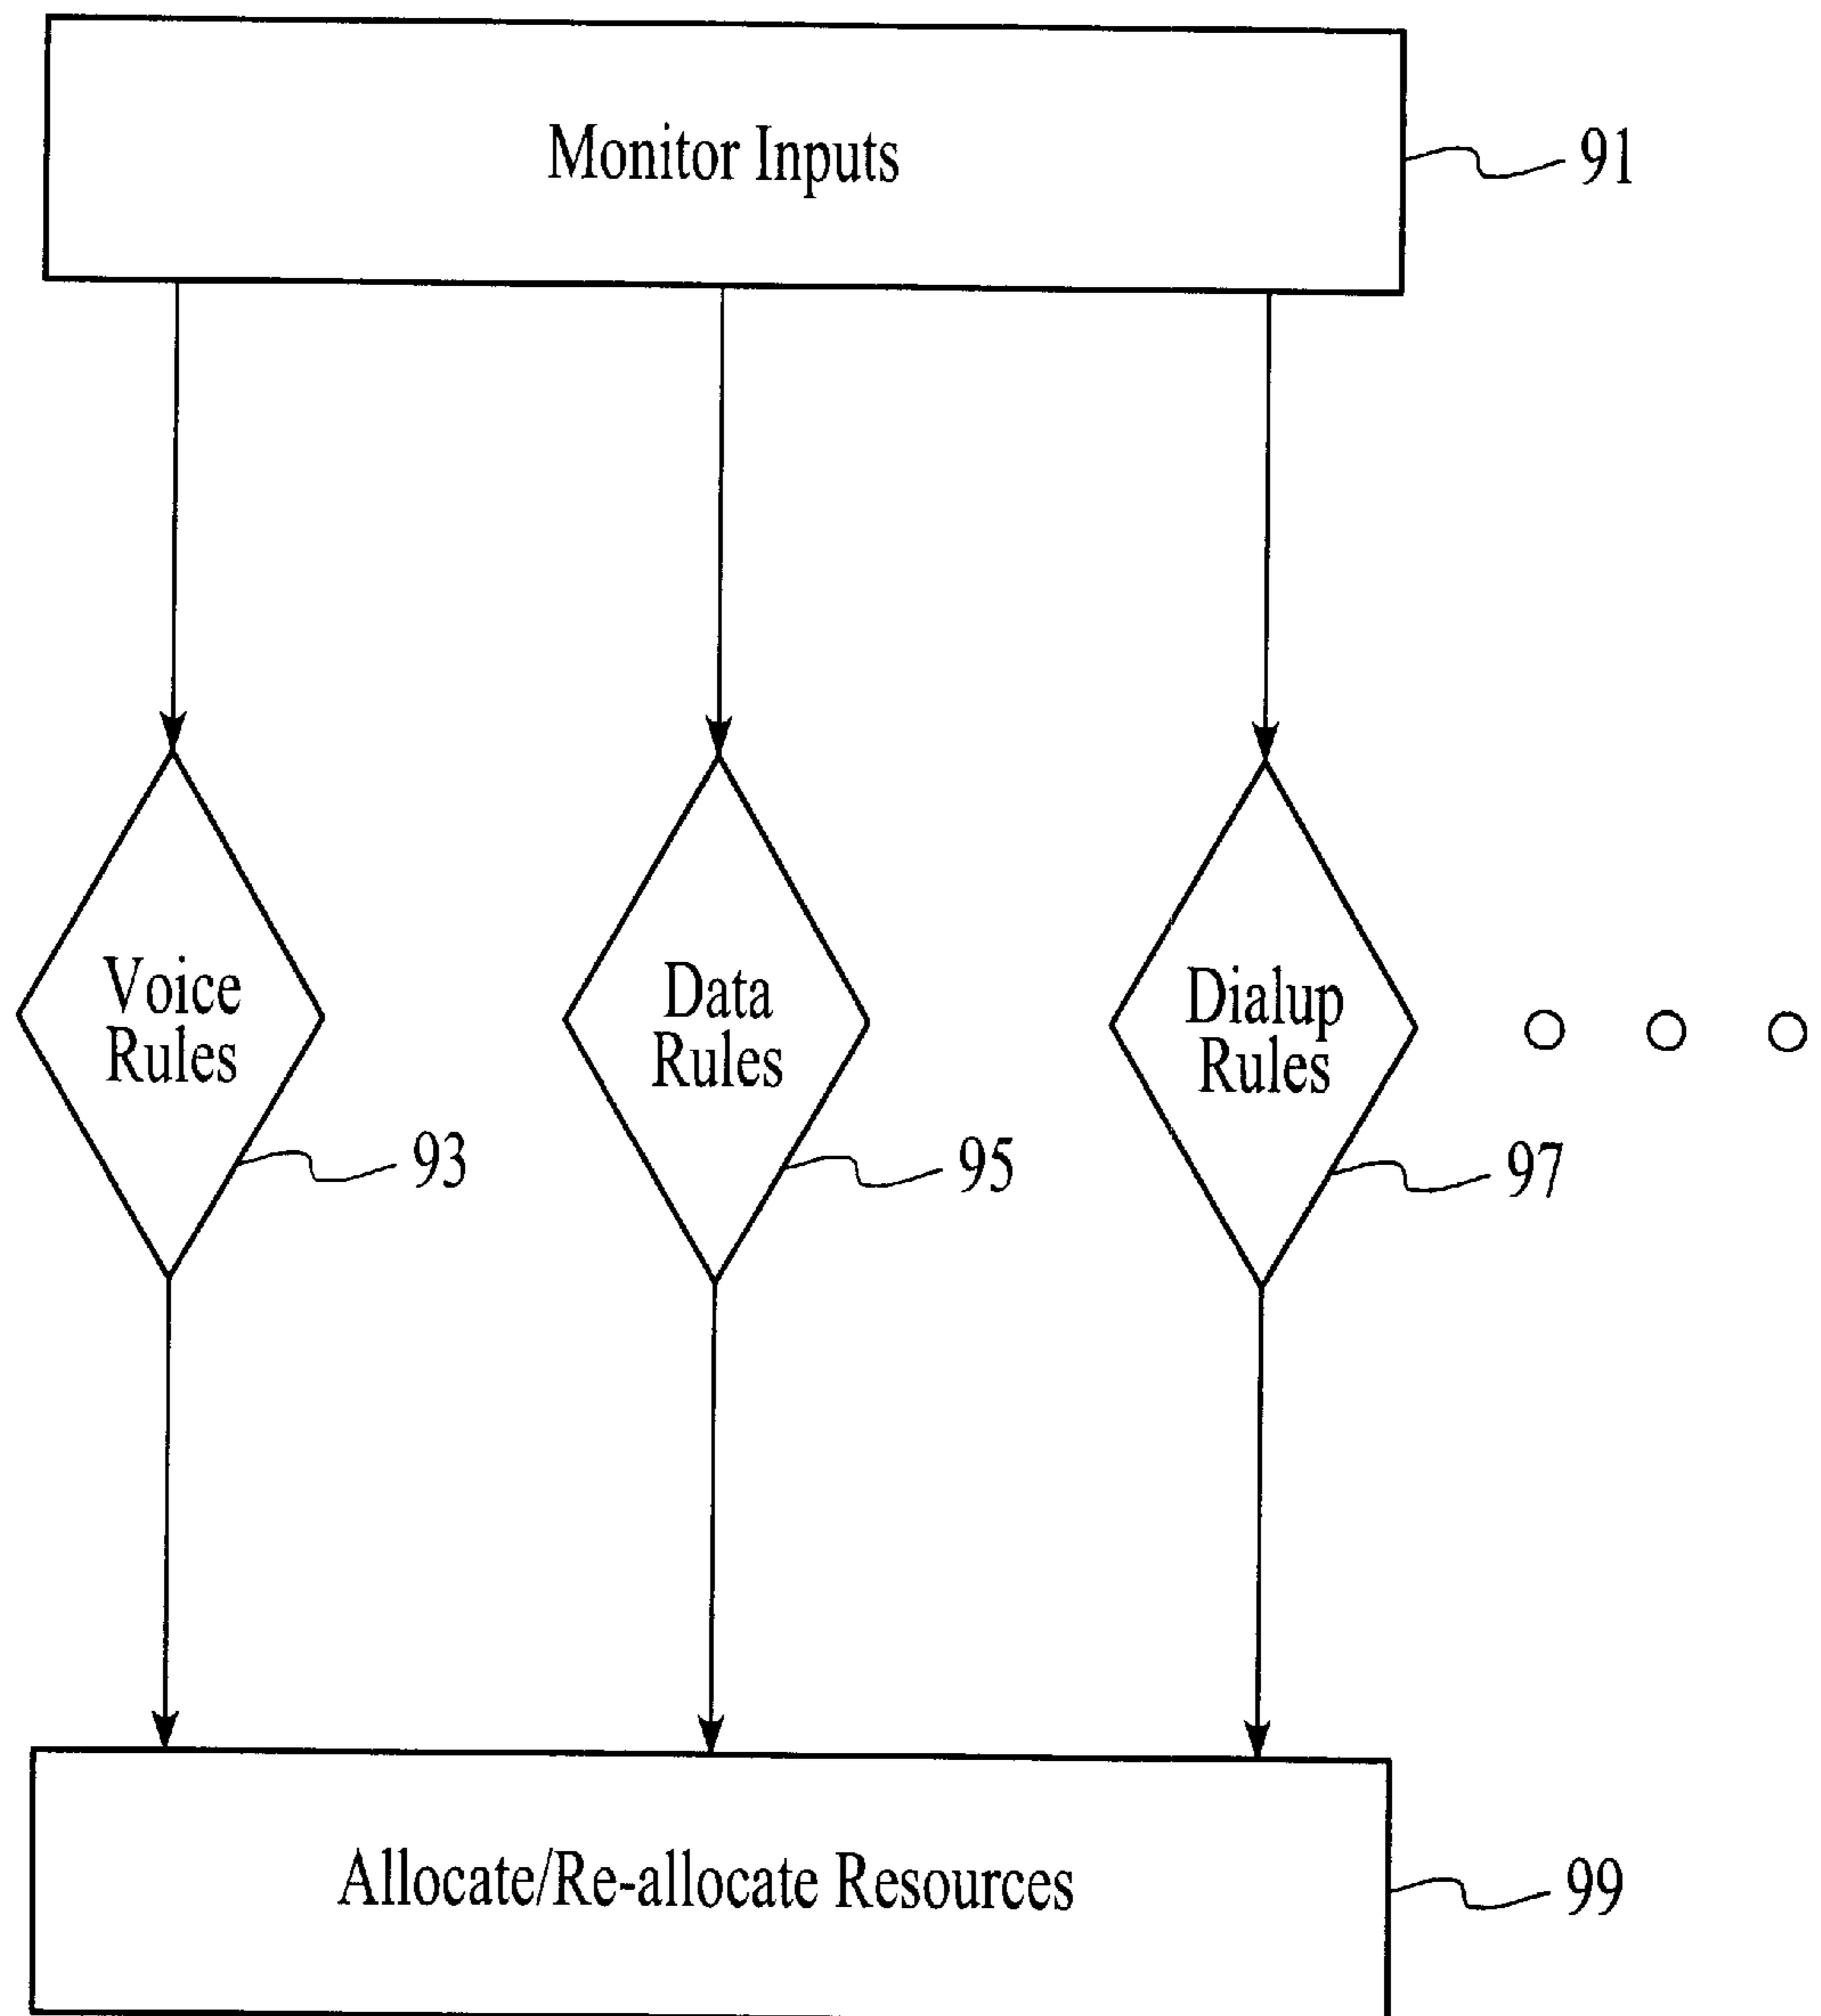 Monitor Inputs
91
Voice
Rules
93
Data
Rules
95
Dialup
Rules
97
Allocate/Re-allocate Resources
99